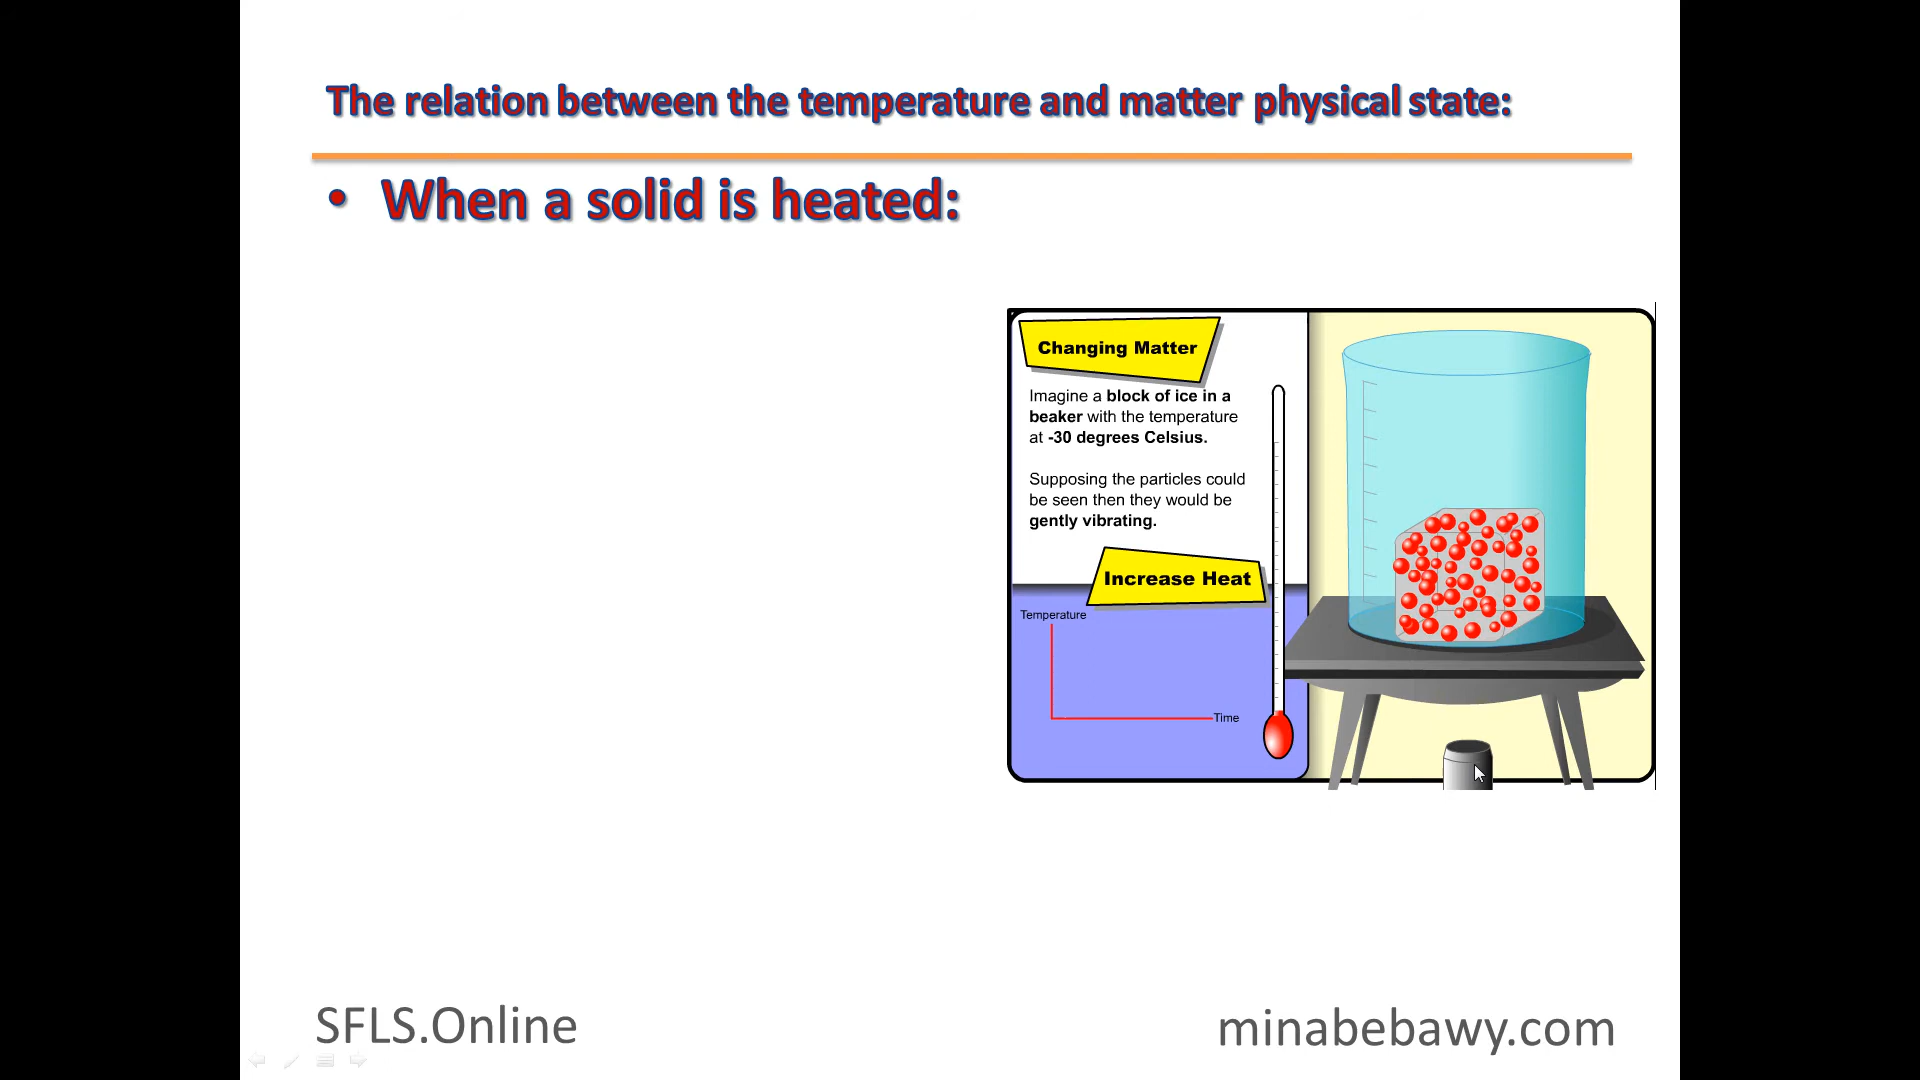 The relation between the temperature and matter physical state:
• When a solid is heated:
Changing Matter
Imagine a block of ice in a
beaker with the temperature
at -30 degrees Celsius.
Supposing the particles could
be seen then they would be
gently vibrating.
Increase Heat
Temperature
Time
SFLS.Online
minabebawy.com